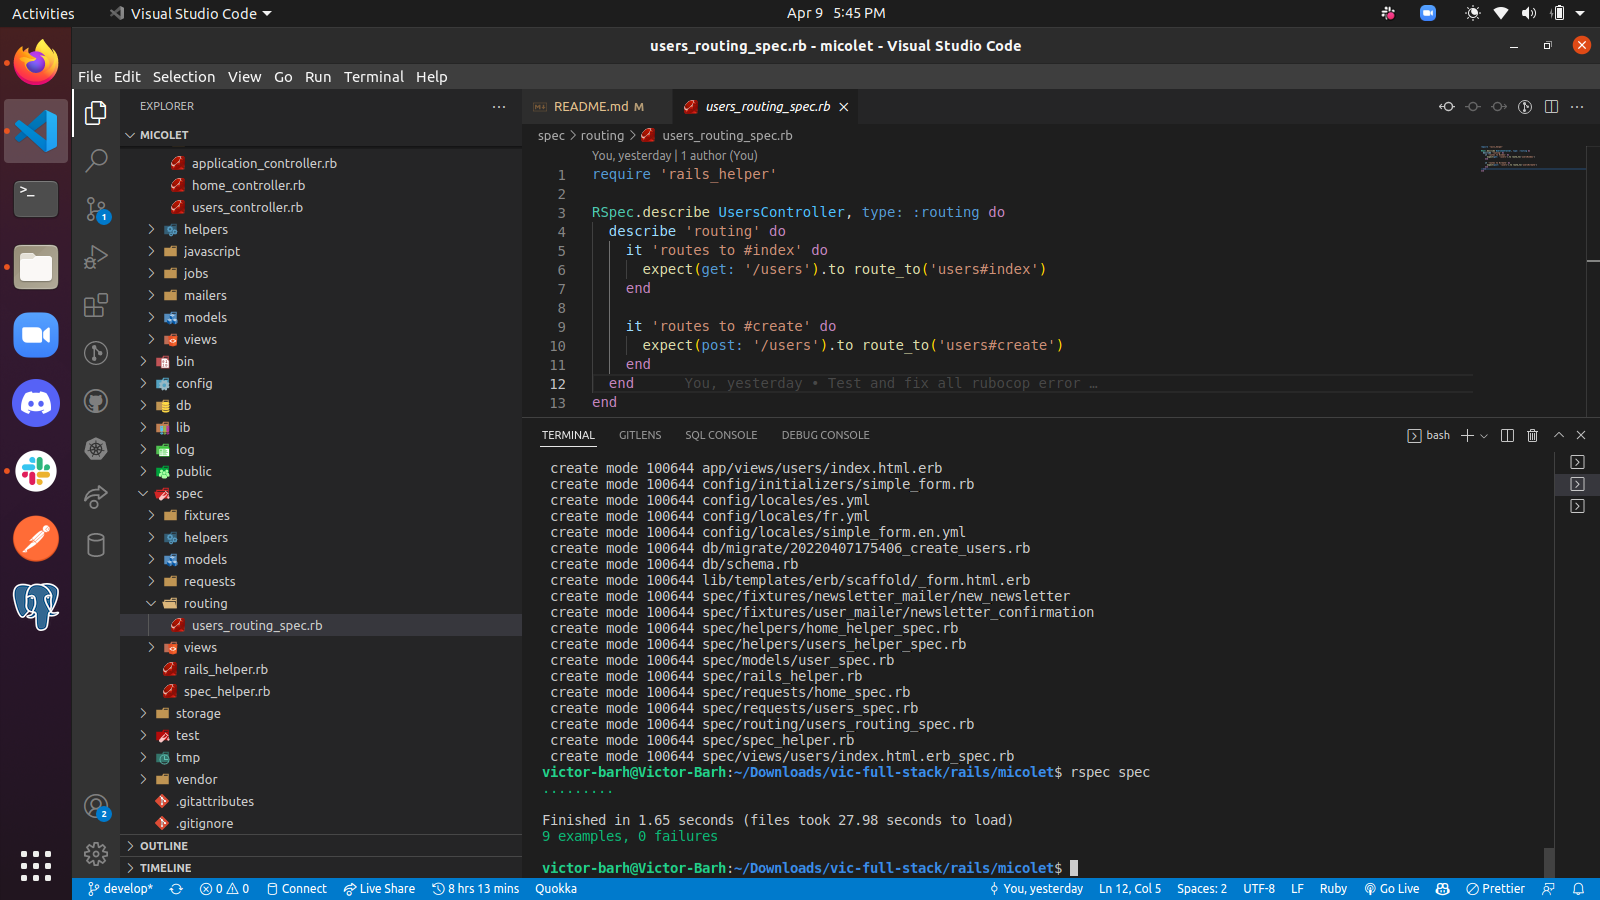 Activities
Visual Studio Code
Apr 9 5:45 PM
users_routing_spec.rb - micolet - Visual Studio Code
File Edit Selection View Go Run Terminal Help
EXPLORER
MICOLET
application_controller.rb
home_controller.rb
users_controller.rb
helpers
javascript
jobs
mailers
models
views
bin
config
db
lib
log
public
spec
fixtures
helpers
models
requests
routing
users_routing_spec.rb
views
rails_helper.rb
spec_helper.rb
storage
test
tmp
vendor
.gitattributes
.gitignore
OUTLINE
TIMELINE
1
2
README.md M
users_routing_spec.rb
spec > routing > users_routing_spec.rb
You, yesterday | 1 author (You)
1 require 'rails_helper'
2
3 RSpec.describe UsersController, type: :routing do
4 describe 'routing' do
5 it 'routes to #index' do
6 expect(get: '/users').to route_to('users#index')
7 end
8
9 it 'routes to #create' do
10 expect(post: '/users').to route_to('users#create')
11 end
12 end You, yesterday • Test and fix all rubocop error …
13 end
TERMINAL GITLENS SQL CONSOLE DEBUG CONSOLE
bash
create mode 100644 app/views/users/index.html.erb
create mode 100644 config/initializers/simple_form.rb
create mode 100644 config/locales/es.yml
create mode 100644 config/locales/fr.yml
create mode 100644 config/locales/simple_form.en.yml
create mode 100644 db/migrate/20220407175406_create_users.rb
create mode 100644 db/schema.rb
create mode 100644 lib/templates/erb/scaffold/_form.html.erb
create mode 100644 spec/fixtures/newsletter_mailer/new_newsletter
create mode 100644 spec/fixtures/user_mailer/newsletter_confirmation
create mode 100644 spec/helpers/home_helper_spec.rb
create mode 100644 spec/helpers/users_helper_spec.rb
create mode 100644 spec/models/user_spec.rb
create mode 100644 spec/rails_helper.rb
create mode 100644 spec/requests/home_spec.rb
create mode 100644 spec/requests/users_spec.rb
create mode 100644 spec/routing/users_routing_spec.rb
create mode 100644 spec/spec_helper.rb
create mode 100644 spec/views/users/index.html.erb_spec.rb
victor-barh@Victor-Barh:~/Downloads/vic-full-stack/rails/micolet$ rspec spec
.........
Finished in 1.65 seconds (files took 27.98 seconds to load)
9 examples, 0 failures
victor-barh@Victor-Barh:~/Downloads/vic-full-stack/rails/micolet$
develop* 0 0 Connect Live Share 8 hrs 13 mins Quokka You, yesterday Ln 12, Col 5 Spaces: 2 UTF-8 LF Ruby Go Live Prettier